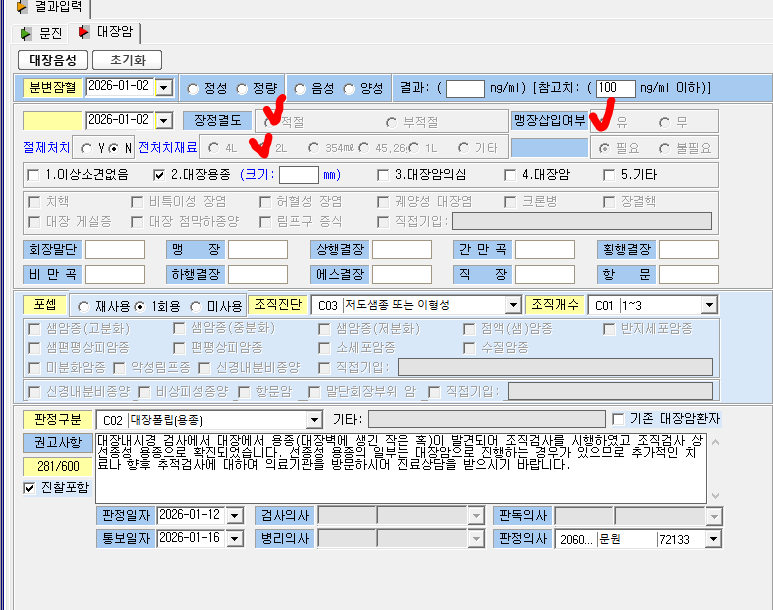 결과입력
문진 대장암
대장음성 초기화
분변잠혈 2026-01-02 정성 정량 음성 양성 결과: ( ng/ml) [참고치: ( 100 ng/ml 이하)]
2026-01-02 장정결도 적절 부적절 맹장삽입여부 유 무
절제처치 Y N 전처치재료 4L 2L 354ml 45,26 1L 기타 필요 불필요
1.이상소견없음 2.대장용종 (크기: mm) 3.대장암의심 4.대장암 5.기타
치핵 비특이성 장염 허혈성 장염 궤양성 대장염 크론병 장결핵
대장 게실증 대장 점막하종양 림프구 증식 직접기입:
회장말단 맹 장 상행결장 간 만 곡 횡행결장
비 만 곡 하행결장 에스결장 직 장 항 문
포셉 재사용 1회용 미사용 조직진단 C03 저도샘종 또는 이형성 조직개수 C01 1~3
샘암종(고분화) 샘암종(중분화) 샘암종(저분화) 점액(샘)암종 반지세포암종
샘편평상피암종 편평상피암종 소세포암종 수질암종
미분화암종 악성림프종 신경내분비종양 직접기입:
신경내분비종양 비상피성종양 항문암 말단회장부위 암 직접기입:
판정구분 C02 대장폴립(용종) 기타: 기존 대장암환자
권고사항 대장내시경 검사에서 대장에서 용종(대장벽에 생긴 작은 혹)이 발견되어 조직검사를 시행하였고 조직검사 상
281/600 선종성 용종으로 확진되었습니다. 선종성 용종의 일부는 대장암으로 진행하는 경우가 있으므로 추가적인 치
진찰포함 료나 향후 추적검사에 대하여 의료기관을 방문하시어 진료상담을 받으시기 바랍니다.
판정일자 2026-01-12 검사의사 판독의사
통보일자 2026-01-16 병리의사 판정의사 2060... 문원 72133